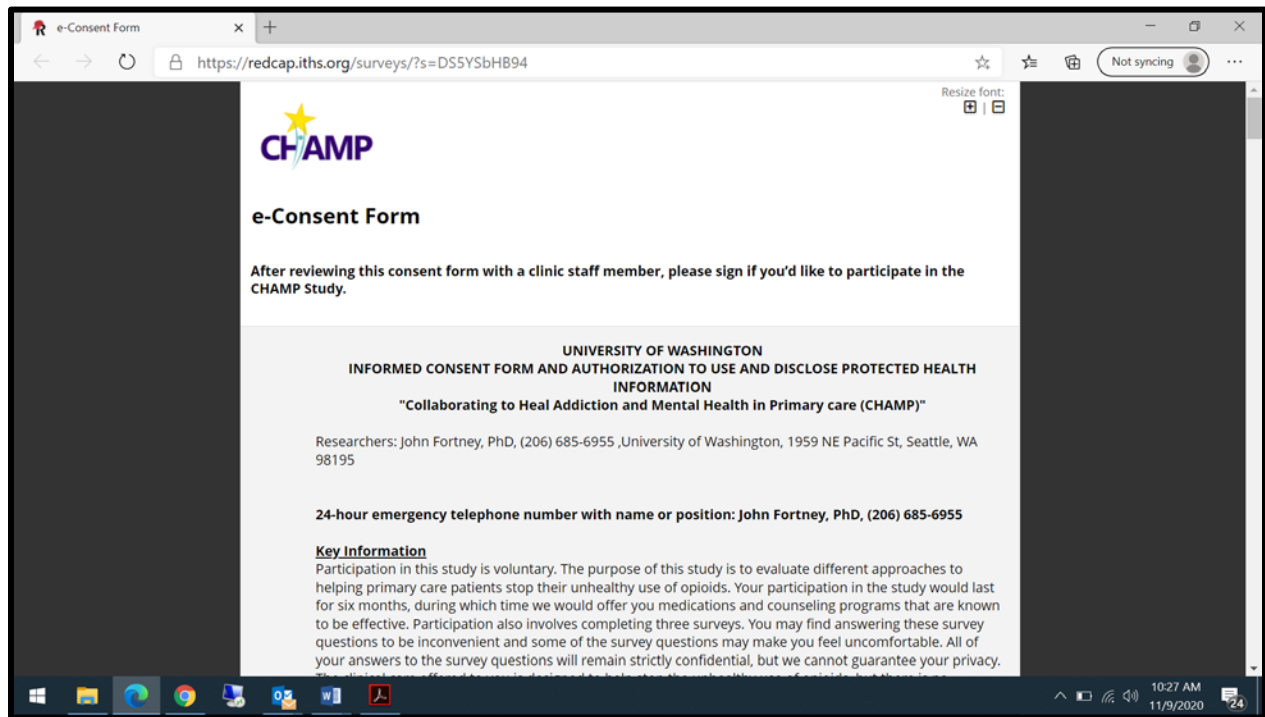 e-Consent Form
https://redcap.iths.org/surveys/?s=DS5YSbHB94
Not syncing
Resize font:
CHAMP
e-Consent Form
After reviewing this consent form with a clinic staff member, please sign if you'd like to participate in the
CHAMP Study.
UNIVERSITY OF WASHINGTON
INFORMED CONSENT FORM AND AUTHORIZATION TO USE AND DISCLOSE PROTECTED HEALTH
INFORMATION
"Collaborating to Heal Addiction and Mental Health in Primary care (CHAMP)"
Researchers: John Fortney, PhD, (206) 685-6955 ,University of Washington, 1959 NE Pacific St, Seattle, WA
98195
24-hour emergency telephone number with name or position: John Fortney, PhD, (206) 685-6955
Key Information
Participation in this study is voluntary. The purpose of this study is to evaluate different approaches to
helping primary care patients stop their unhealthy use of opioids. Your participation in the study would last
for six months, during which time we would offer you medications and counseling programs that are known
to be effective. Participation also involves completing three surveys. You may find answering these survey
questions to be inconvenient and some of the survey questions may make you feel uncomfortable. All of
your answers to the survey questions will remain strictly confidential, but we cannot guarantee your privacy.
10:27 AM
11/9/2020
24